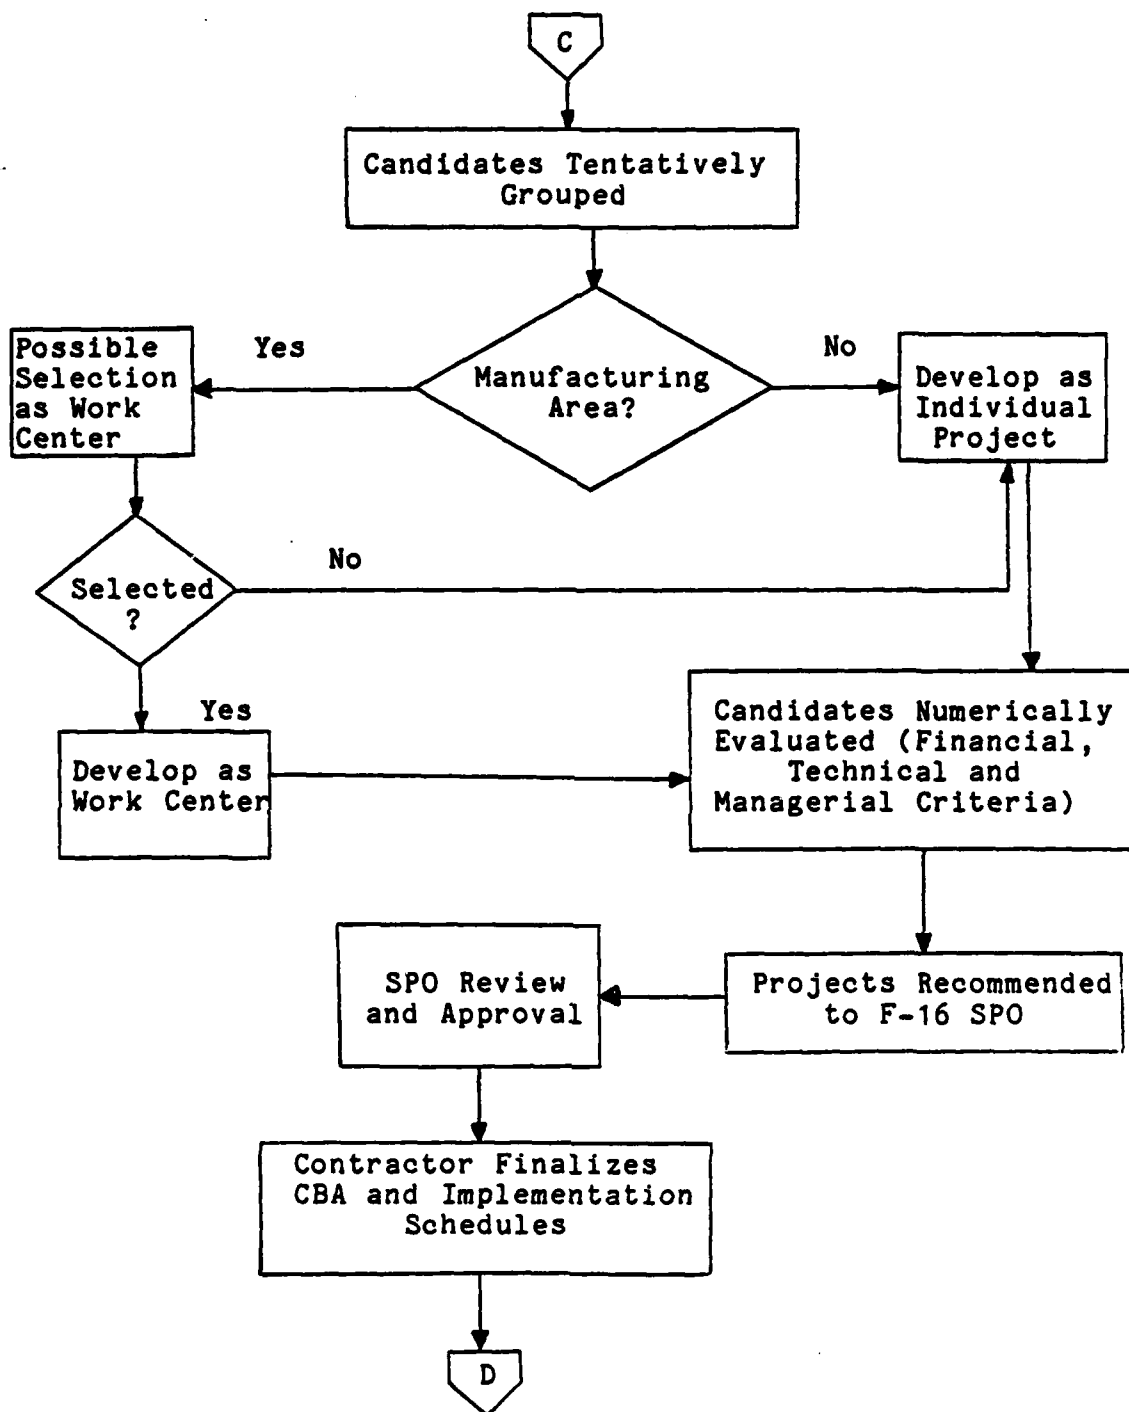 C
Candidates Tentatively
Grouped
Manufacturing
Area?
Yes
No
Possible
Selection
as Work
Center
Develop as
Individual
Project
Selected
?
No
Yes
Develop as
Work Center
Candidates Numerically
Evaluated (Financial,
Technical and
Managerial Criteria)
Projects Recommended
to F-16 SPO
SPO Review
and Approval
Contractor Finalizes
CBA and Implementation
Schedules
D